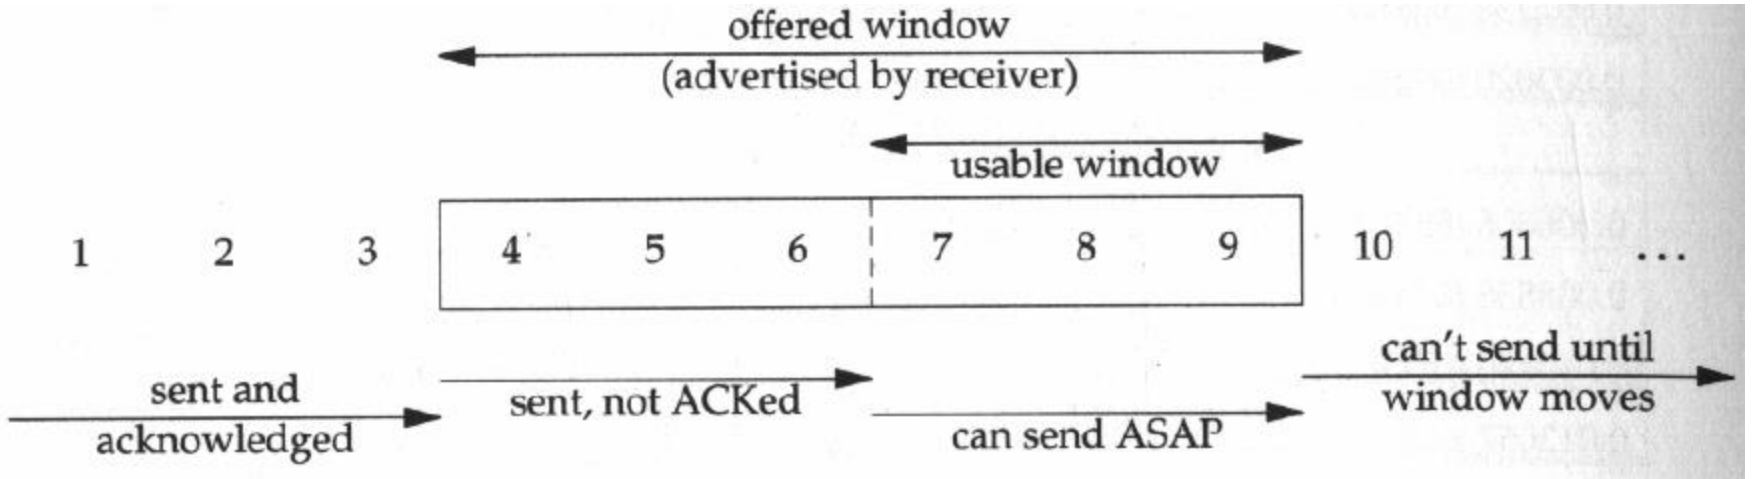 offered window
(advertised by receiver)
usable window
1 2 3 4 5 6 7 8 9 10 11 ...
sent and
acknowledged
sent, not ACKed
can send ASAP
can't send until
window moves